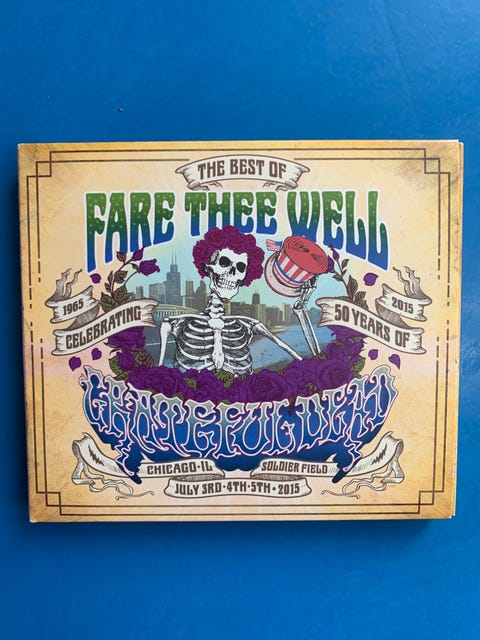 THE BEST OF
FARE THEE WELL
1965
2015
CELEBRATING
50 YEARS OF
GRATEFUL DEAD
CHICAGO·IL
SOLDIER FIELD
JULY 3RD·4TH·5TH·2015